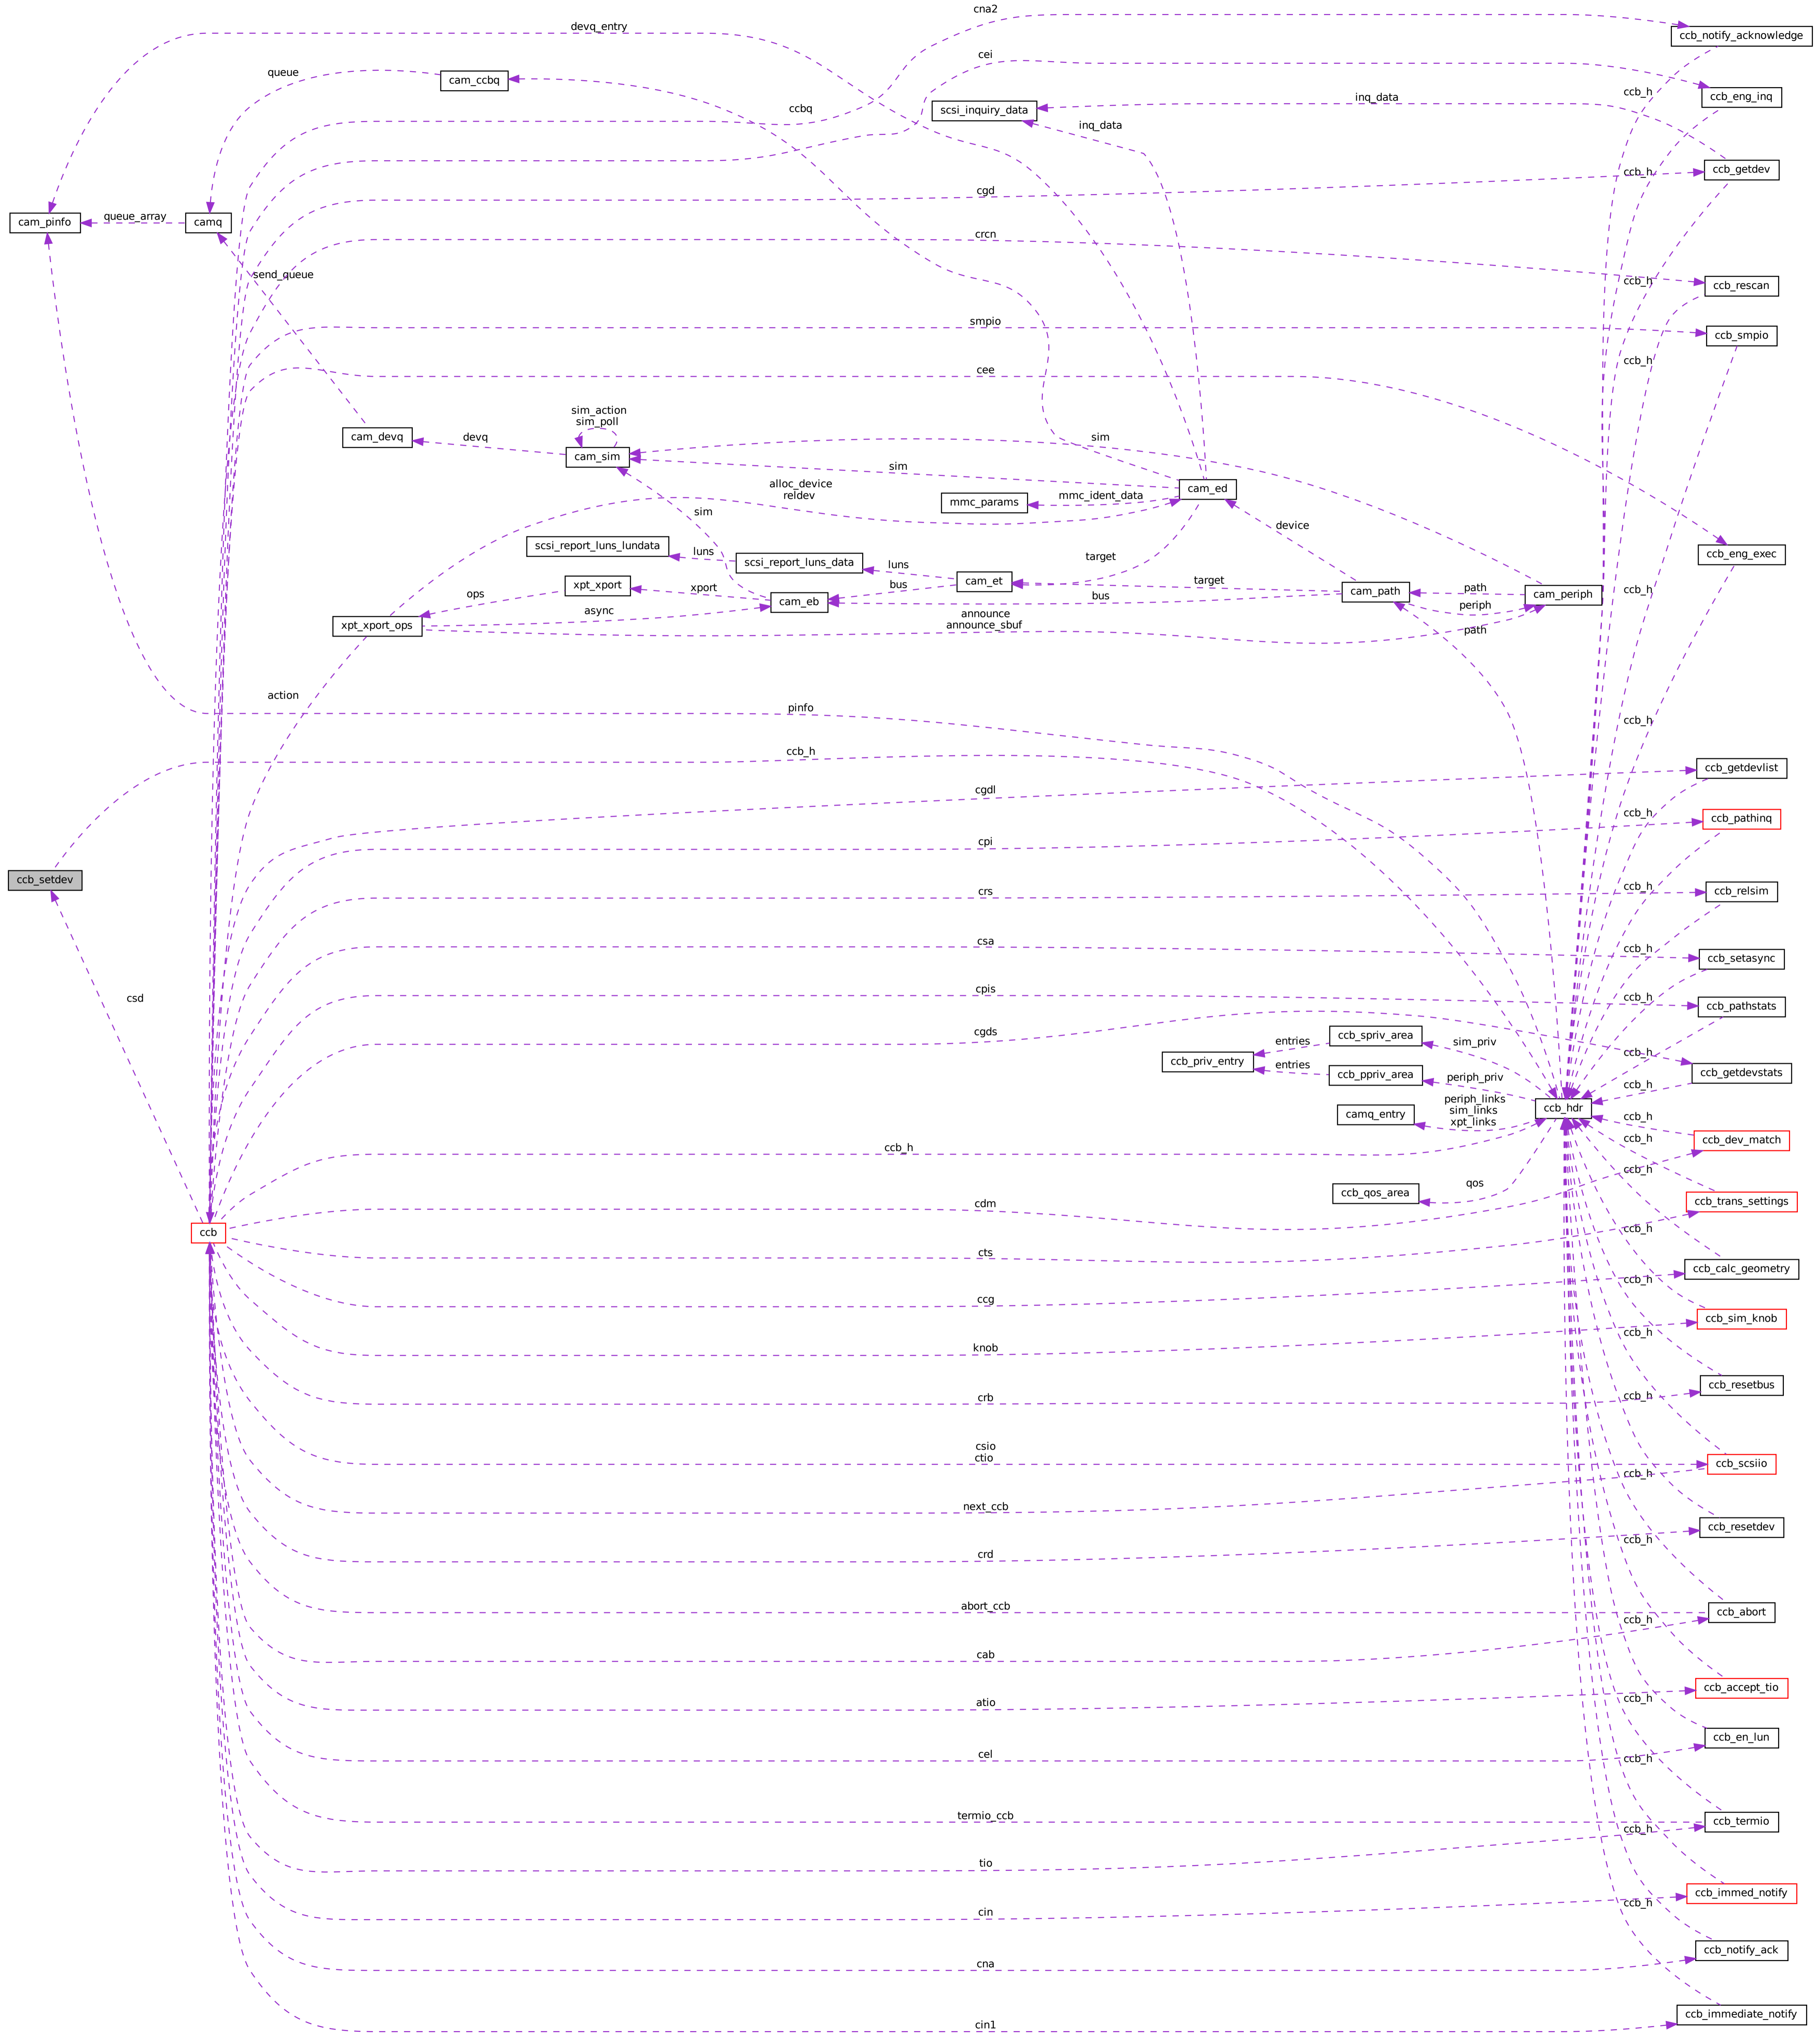 cna2
devq_entry
ccb_notify_acknowledge
cei
queue
cam_ccbq
ccb_h
ccb_eng_inq
inq_data
ccbq
scsi_inquiry_data
inq_data
ccb_getdev
ccb_h
cgd
cam_pinfo
queue_array
camq
crcn
send_queue
ccb_h
ccb_rescan
smpio
ccb_smpio
ccb_h
cee
sim_action
sim_poll
cam_devq
devq
cam_sim
sim
sim
alloc_device
reldev
cam_ed
mmc_params
mmc_ident_data
sim
device
scsi_report_luns_lundata
luns
scsi_report_luns_data
target
ccb_eng_exec
luns
cam_et
target
xpt_xport
xport
bus
ops
cam_eb
bus
cam_path
path
cam_periph
ccb_h
periph
async
announce
announce_sbuf
xpt_xport_ops
path
action
pinfo
ccb_h
ccb_h
ccb_getdevlist
cgdl
ccb_h
ccb_pathinq
cpi
ccb_setdev
crs
ccb_h
ccb_relsim
csa
ccb_h
ccb_setasync
csd
cpis
ccb_h
ccb_pathstats
cgds
ccb_spriv_area
entries
sim_priv
ccb_priv_entry
entries
ccb_ppriv_area
periph_priv
ccb_h
ccb_getdevstats
ccb_h
periph_links
sim_links
xpt_links
camq_entry
ccb_hdr
ccb_h
ccb_h
ccb_dev_match
ccb_h
ccb_h
qos
ccb_qos_area
ccb_trans_settings
cdm
ccb
ccb_h
cts
ccb_calc_geometry
ccb_h
ccg
ccb_sim_knob
ccb_h
knob
ccb_resetbus
ccb_h
crb
csio
ctio
ccb_scsiio
ccb_h
next_ccb
ccb_resetdev
ccb_h
crd
abort_ccb
ccb_abort
ccb_h
cab
ccb_accept_tio
ccb_h
atio
ccb_en_lun
ccb_h
cel
termio_ccb
ccb_termio
ccb_h
tio
ccb_immed_notify
ccb_h
cin
ccb_notify_ack
cna
ccb_immediate_notify
cin1